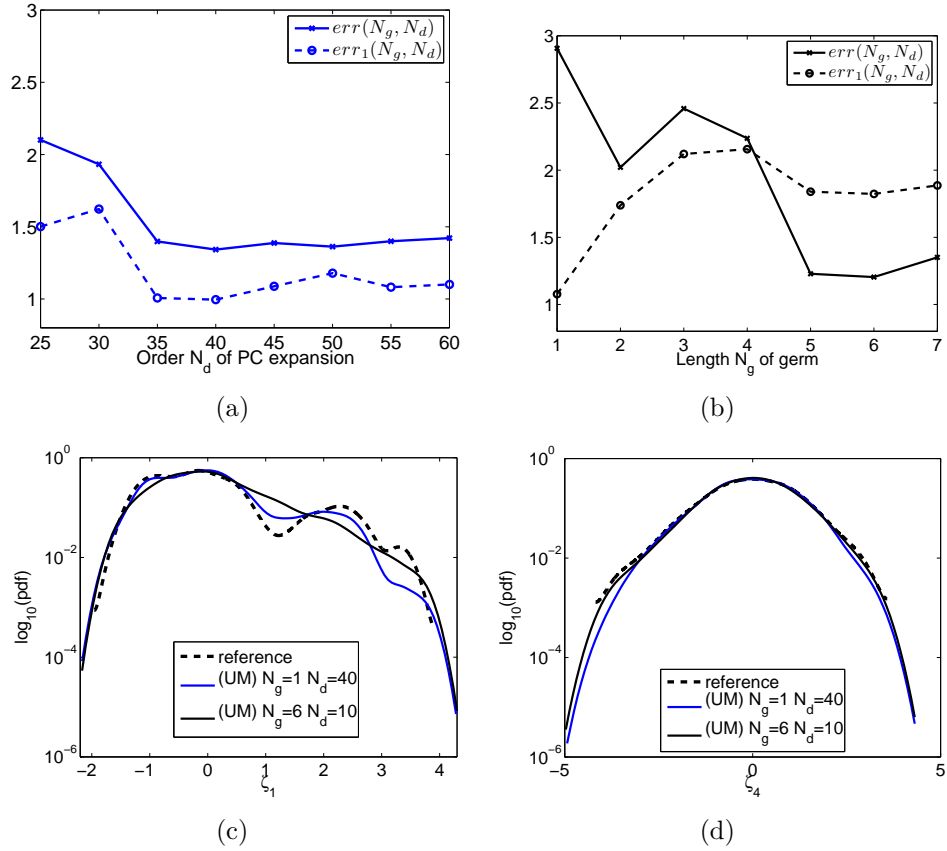 3
2.5
2
1.5
1
25 30 35 40 45 50 55 60
Order N_d of PC expansion
err(N_g, N_d)
err_1(N_g, N_d)
(a)
3
2.5
2
1.5
1
1 2 3 4 5 6 7
Length N_g of germ
err(N_g, N_d)
err_1(N_g, N_d)
(b)
log_10(pdf)
10^0
10^−2
10^−4
10^−6
−2 −1 0 1 2 3 4
ζ_1
reference
(UM) N_g=1 N_d=40
(UM) N_g=6 N_d=10
(c)
log_10(pdf)
10^0
10^−2
10^−4
10^−6
−5 0 5
ζ_4
reference
(UM) N_g=1 N_d=40
(UM) N_g=6 N_d=10
(d)